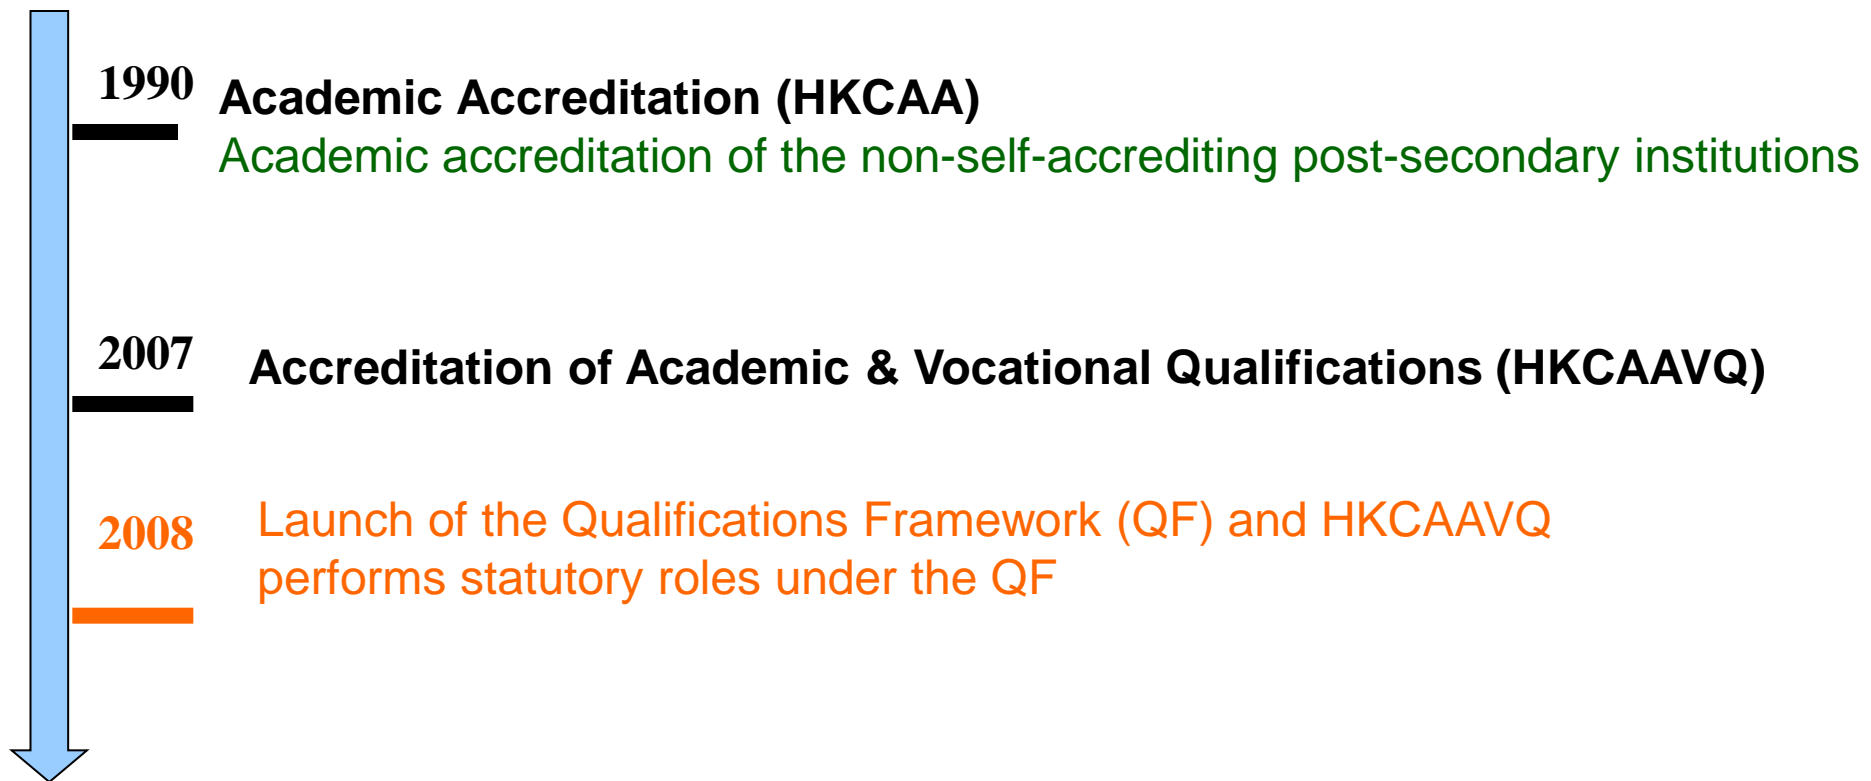 1990
Academic Accreditation (HKCAA)
Academic accreditation of the non-self-accrediting post-secondary institutions
2007
Accreditation of Academic & Vocational Qualifications (HKCAAVQ)
2008
Launch of the Qualifications Framework (QF) and HKCAAVQ
performs statutory roles under the QF